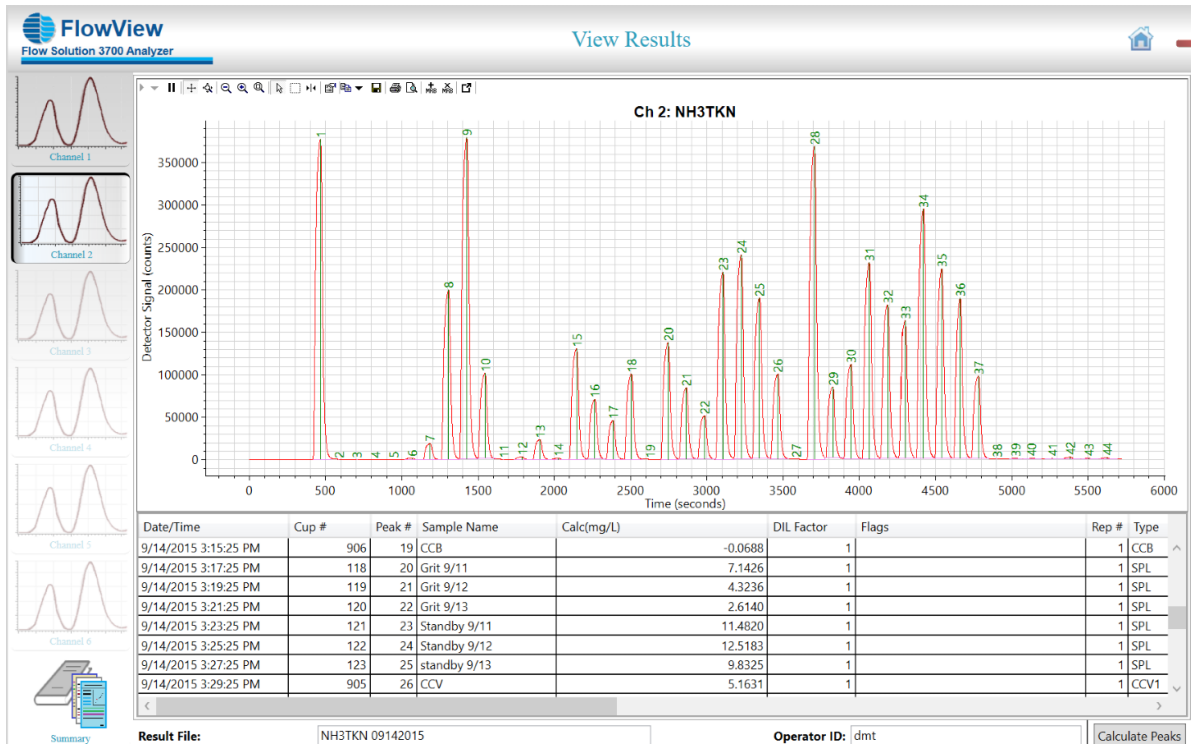 FlowView
Flow Solution 3700 Analyzer
View Results
Channel 1
Channel 2
Channel 3
Channel 4
Channel 5
Channel 6
Summary
Ch 2: NH3TKN
Detector Signal (counts)
350000
300000
250000
200000
150000
100000
50000
0
1 2 3 4 5 6 7 8 9 10 11 12 13 14 15 16 17 18 19 20 21 22 23 24 25 26 27 28 29 30 31 32 33 34 35 36 37 38 39 40 41 42 43 44
0 500 1000 1500 2000 2500 3000 3500 4000 4500 5000 5500 6000
Time (seconds)
Date/Time Cup # Peak # Sample Name Calc(mg/L) DIL Factor Flags Rep # Type
9/14/2015 3:15:25 PM 906 19 CCB -0.0688 1 1 CCB
9/14/2015 3:17:25 PM 118 20 Grit 9/11 7.1426 1 1 SPL
9/14/2015 3:19:25 PM 119 21 Grit 9/12 4.3236 1 1 SPL
9/14/2015 3:21:25 PM 120 22 Grit 9/13 2.6140 1 1 SPL
9/14/2015 3:23:25 PM 121 23 Standby 9/11 11.4820 1 1 SPL
9/14/2015 3:25:25 PM 122 24 Standby 9/12 12.5183 1 1 SPL
9/14/2015 3:27:25 PM 123 25 standby 9/13 9.8325 1 1 SPL
9/14/2015 3:29:25 PM 905 26 CCV 5.1631 1 1 CCV1
Result File: NH3TKN 09142015 Operator ID: dmt Calculate Peaks